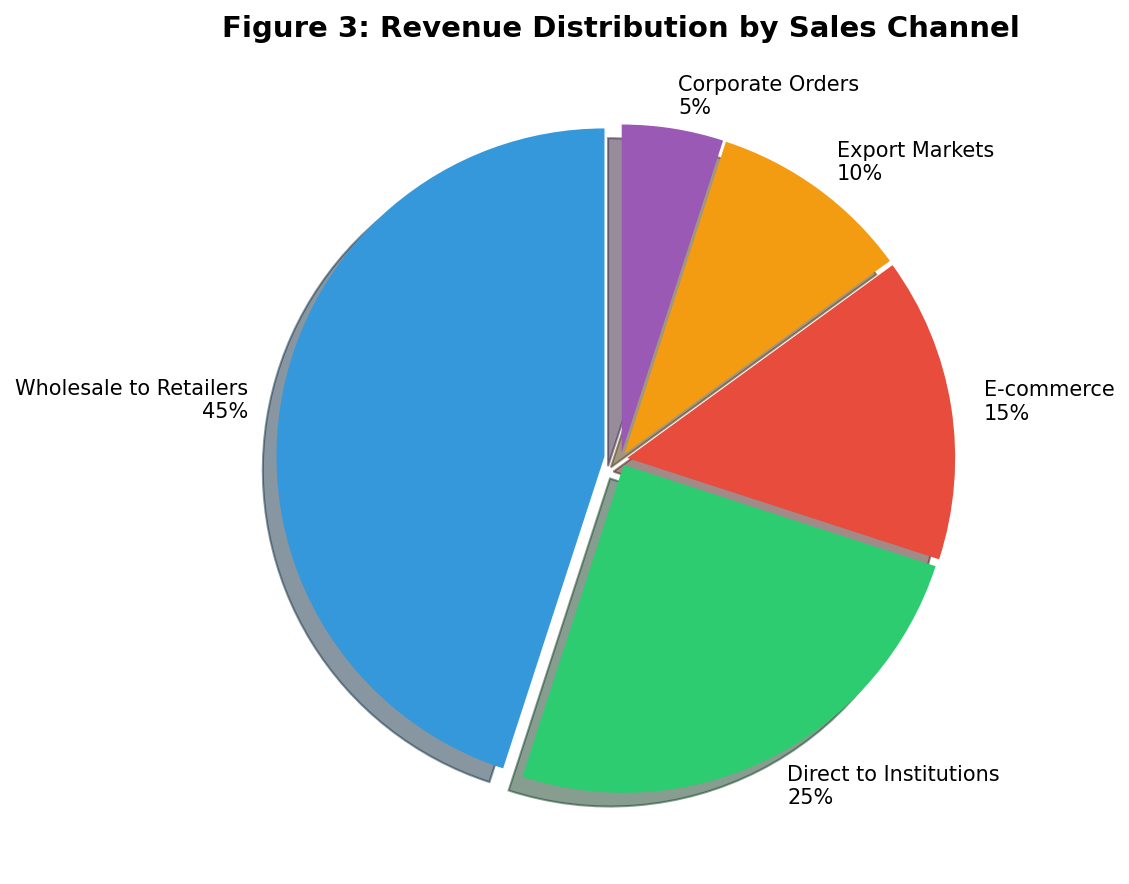 Figure 3: Revenue Distribution by Sales Channel
Corporate Orders
5%
Export Markets
10%
Wholesale to Retailers
45%
E-commerce
15%
Direct to Institutions
25%